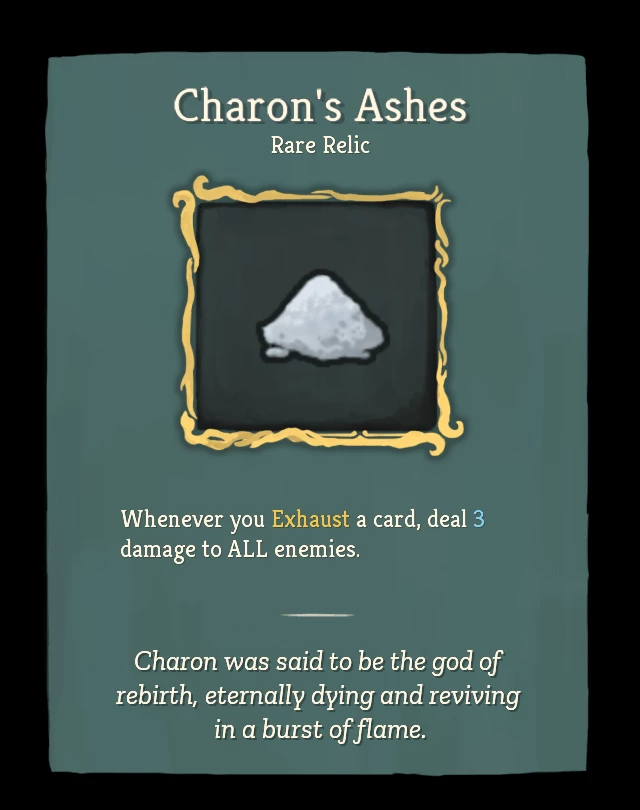 Charon's Ashes
Rare Relic
Whenever you Exhaust a card, deal 3
damage to ALL enemies.
Charon was said to be the god of
rebirth, eternally dying and reviving
in a burst of flame.